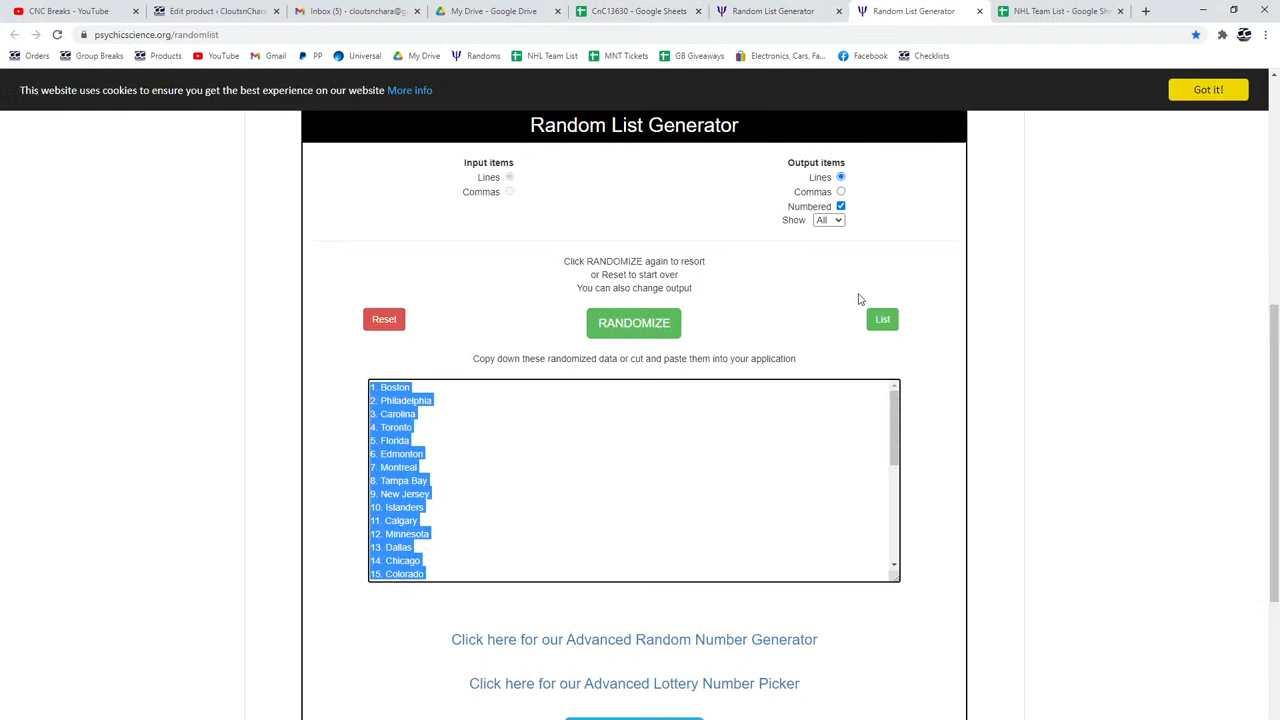 CNC Breaks - YouTube
Edit product « CloutsnChara
Inbox (5) - cloutsnchara@g
My Drive - Google Drive
CnC13630 - Google Sheets
Random List Generator
Random List Generator
NHL Team List - Google She
psychicscience.org/randomlist
Orders
Group Breaks
Products
YouTube
Gmail
PP
Universal
My Drive
Randoms
NHL Team List
MNT Tickets
GB Giveaways
Electronics, Cars, Fa...
Facebook
Checklists
This website uses cookies to ensure you get the best experience on our website More info
Got it!
Random List Generator
Input items
Lines
Commas
Output items
Lines
Commas
Numbered
Show All
Click RANDOMIZE again to resort
or Reset to start over
You can also change output
Reset
RANDOMIZE
List
Copy down these randomized data or cut and paste them into your application
1. Boston
2. Philadelphia
3. Carolina
4. Toronto
5. Florida
6. Edmonton
7. Montreal
8. Tampa Bay
9. New Jersey
10. Islanders
11. Calgary
12. Minnesota
13. Dallas
14. Chicago
15. Colorado
Click here for our Advanced Random Number Generator
Click here for our Advanced Lottery Number Picker